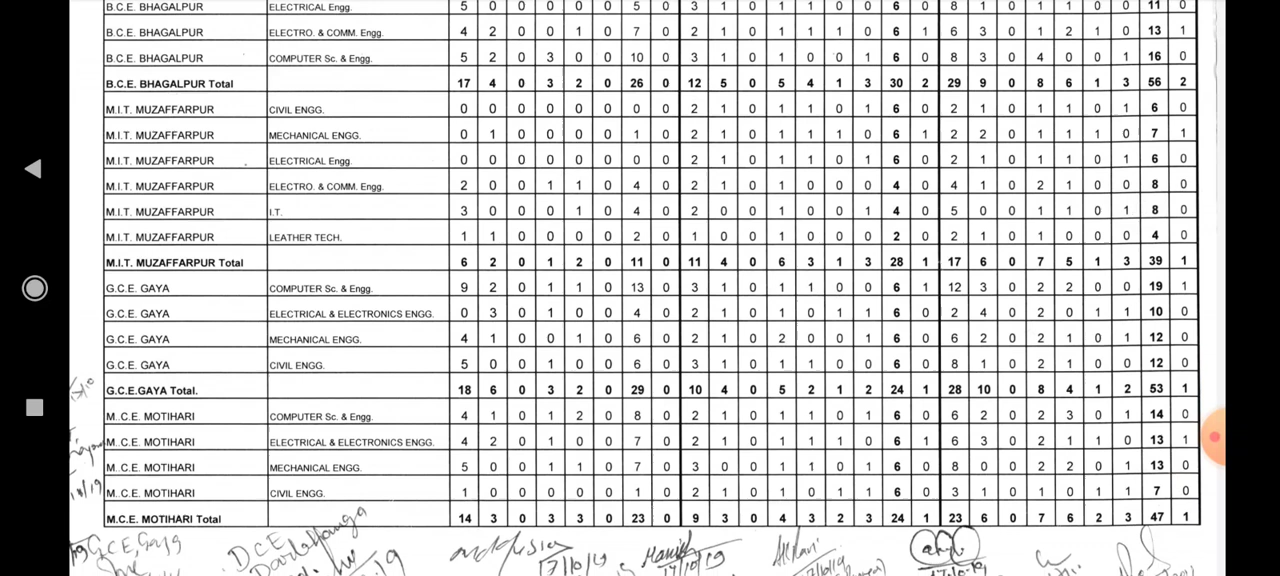 B.C.E. BHAGALPUR ELECTRICAL Engg. 5 0 0 0 0 0 5 0 3 1 0 1 1 0 0 6 0 8 1 0 1 1 0 0 11 0
B.C.E. BHAGALPUR ELECTRO. & COMM. Engg. 4 2 0 0 1 0 7 0 2 1 0 1 1 1 0 6 1 6 3 0 1 2 1 0 13 1
B.C.E. BHAGALPUR COMPUTER Sc. & Engg. 5 2 0 3 0 0 10 0 3 1 0 1 0 0 1 6 0 8 3 0 4 0 0 1 16 0
B.C.E. BHAGALPUR Total 17 4 0 3 2 0 26 0 12 5 0 5 4 1 3 30 2 29 9 0 8 6 1 3 56 2
M.I.T. MUZAFFARPUR CIVIL ENGG. 0 0 0 0 0 0 0 0 2 1 0 1 1 0 1 6 0 2 1 0 1 1 0 1 6 0
M.I.T. MUZAFFARPUR MECHANICAL ENGG. 0 1 0 0 0 0 1 0 2 1 0 1 1 1 0 6 1 2 2 0 1 1 1 0 7 1
M.I.T. MUZAFFARPUR ELECTRICAL Engg. 0 0 0 0 0 0 0 0 2 1 0 1 1 0 1 6 0 2 1 0 1 1 0 1 6 0
M.I.T. MUZAFFARPUR ELECTRO. & COMM. Engg. 2 0 0 1 1 0 4 0 2 1 0 1 0 0 0 4 0 4 1 0 2 1 0 0 8 0
M.I.T. MUZAFFARPUR I.T. 3 0 0 0 1 0 4 0 2 0 0 1 0 0 1 4 0 5 0 0 1 1 0 1 8 0
M.I.T. MUZAFFARPUR LEATHER TECH. 1 1 0 0 0 0 2 0 1 0 0 1 0 0 0 2 0 2 1 0 1 0 0 0 4 0
M.I.T. MUZAFFARPUR Total 6 2 0 1 2 0 11 0 11 4 0 6 3 1 3 28 1 17 6 0 7 5 1 3 39 1
G.C.E. GAYA COMPUTER Sc. & Engg. 9 2 0 1 1 0 13 0 3 1 0 1 1 0 0 6 1 12 3 0 2 2 0 0 19 1
G.C.E. GAYA ELECTRICAL & ELECTRONICS ENGG. 0 3 0 1 0 0 4 0 2 1 0 1 0 1 1 6 0 2 4 0 2 0 1 1 10 0
G.C.E. GAYA MECHANICAL ENGG. 4 1 0 0 1 0 6 0 2 1 0 2 0 0 1 6 0 6 2 0 2 1 0 1 12 0
G.C.E. GAYA CIVIL ENGG. 5 0 0 1 0 0 6 0 3 1 0 1 1 0 0 6 0 8 1 0 2 1 0 0 12 0
G.C.E.GAYA Total. 18 6 0 3 2 0 29 0 10 4 0 5 2 1 2 24 1 28 10 0 8 4 1 2 53 1
M..C.E. MOTIHARI COMPUTER Sc. & Engg. 4 1 0 1 2 0 8 0 2 1 0 1 1 0 1 6 0 6 2 0 2 3 0 1 14 0
M..C.E. MOTIHARI ELECTRICAL & ELECTRONICS ENGG. 4 2 0 1 0 0 7 0 2 1 0 1 1 1 0 6 1 6 3 0 2 1 1 0 13 1
M..C.E. MOTIHARI MECHANICAL ENGG. 5 0 0 1 1 0 7 0 3 0 0 1 1 0 1 6 0 8 0 0 2 2 0 1 13 0
M..C.E. MOTIHARI CIVIL ENGG. 1 0 0 0 0 0 1 0 2 1 0 1 0 1 1 6 0 3 1 0 1 0 1 1 7 0
M.C.E. MOTIHARI Total 14 3 0 3 3 0 23 0 9 3 0 4 3 2 3 24 1 23 6 0 7 6 2 3 47 1
GCE, Gaya D.C.E 17/10/19 17/10/19
Darbhanga